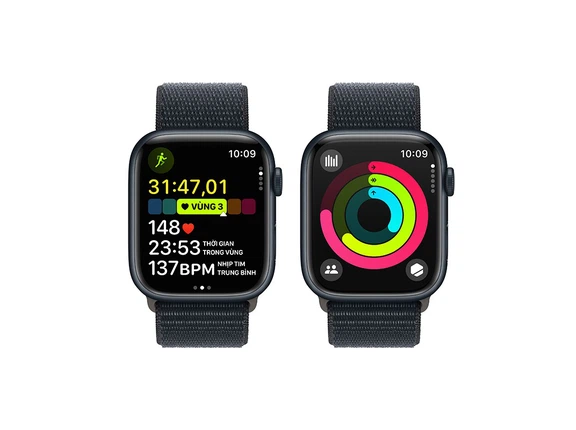 10:09
31:47,01
VÙNG 3
148
23:53 THỜI GIAN
TRONG VÙNG
137BPM NHỊP TIM
TRUNG BÌNH
10:09